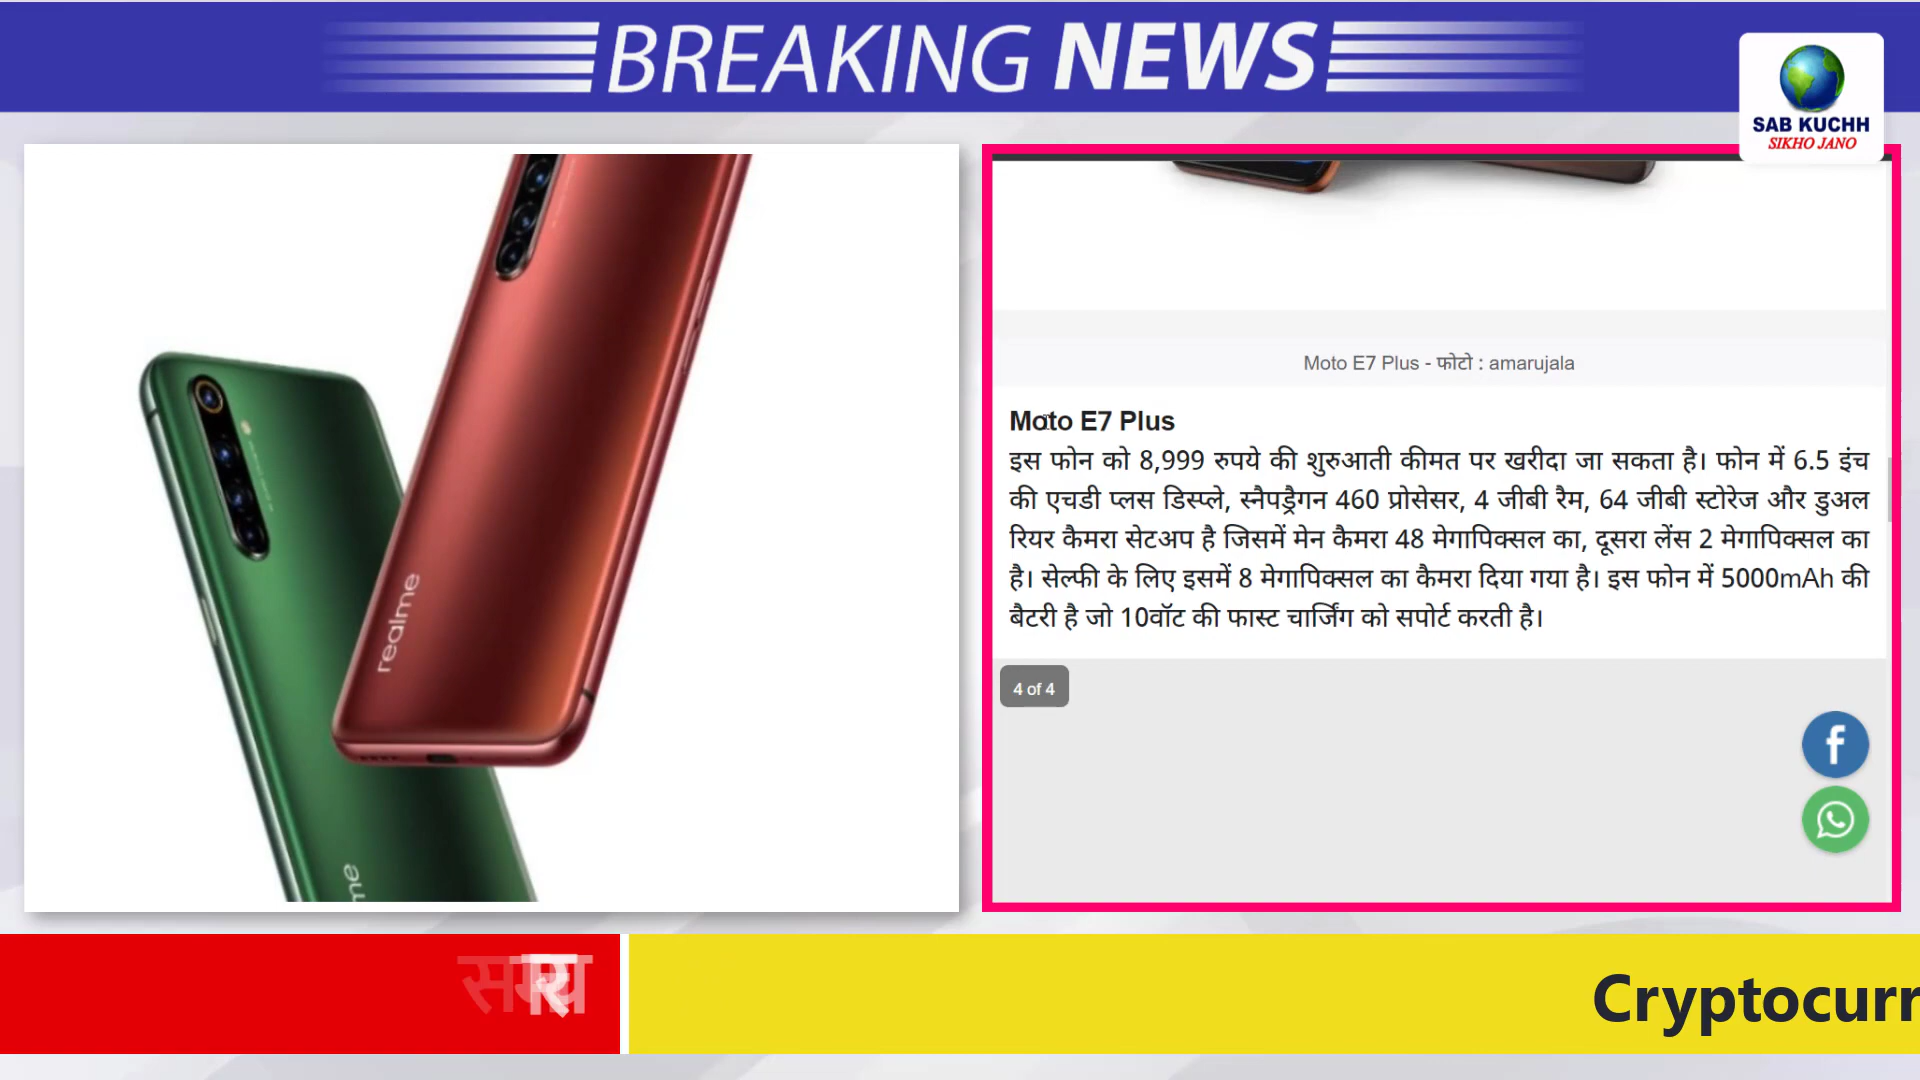 BREAKING NEWS
SAB KUCHH
SIKHO JANO
realme
me
Moto E7 Plus - फोटो : amarujala
Moto E7 Plus
इस फोन को 8,999 रुपये की शुरुआती कीमत पर खरीदा जा सकता है। फोन में 6.5 इंच
की एचडी प्लस डिस्प्ले, स्नैपड्रैगन 460 प्रोसेसर, 4 जीबी रैम, 64 जीबी स्टोरेज और डुअल
रियर कैमरा सेटअप है जिसमें मेन कैमरा 48 मेगापिक्सल का, दूसरा लेंस 2 मेगापिक्सल का
है। सेल्फी के लिए इसमें 8 मेगापिक्सल का कैमरा दिया गया है। इस फोन में 5000mAh की
बैटरी है जो 10वॉट की फास्ट चार्जिंग को सपोर्ट करती है।
4 of 4
Cryptocurr